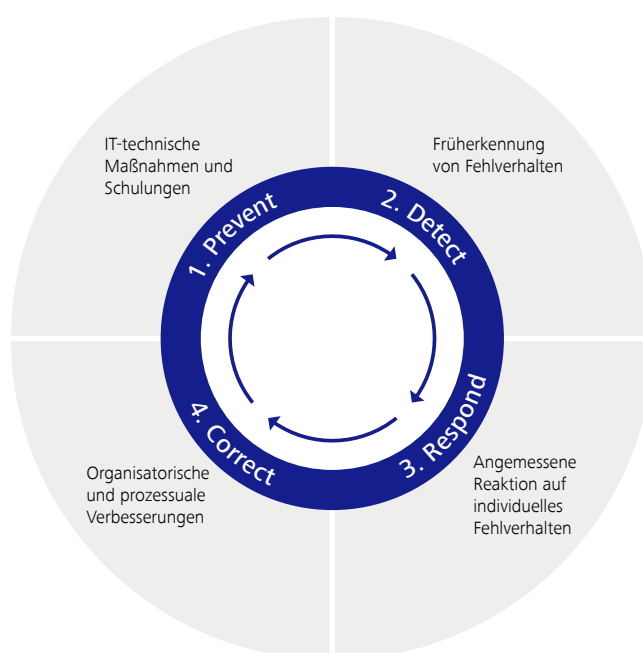 IT-technische
Maßnahmen und
Schulungen
1. Prevent
Früherkennung
von Fehlverhalten
2. Detect
Angemessene
Reaktion auf
individuelles
Fehlverhalten
3. Respond
Organisatorische
und prozessuale
Verbesserungen
4. Correct